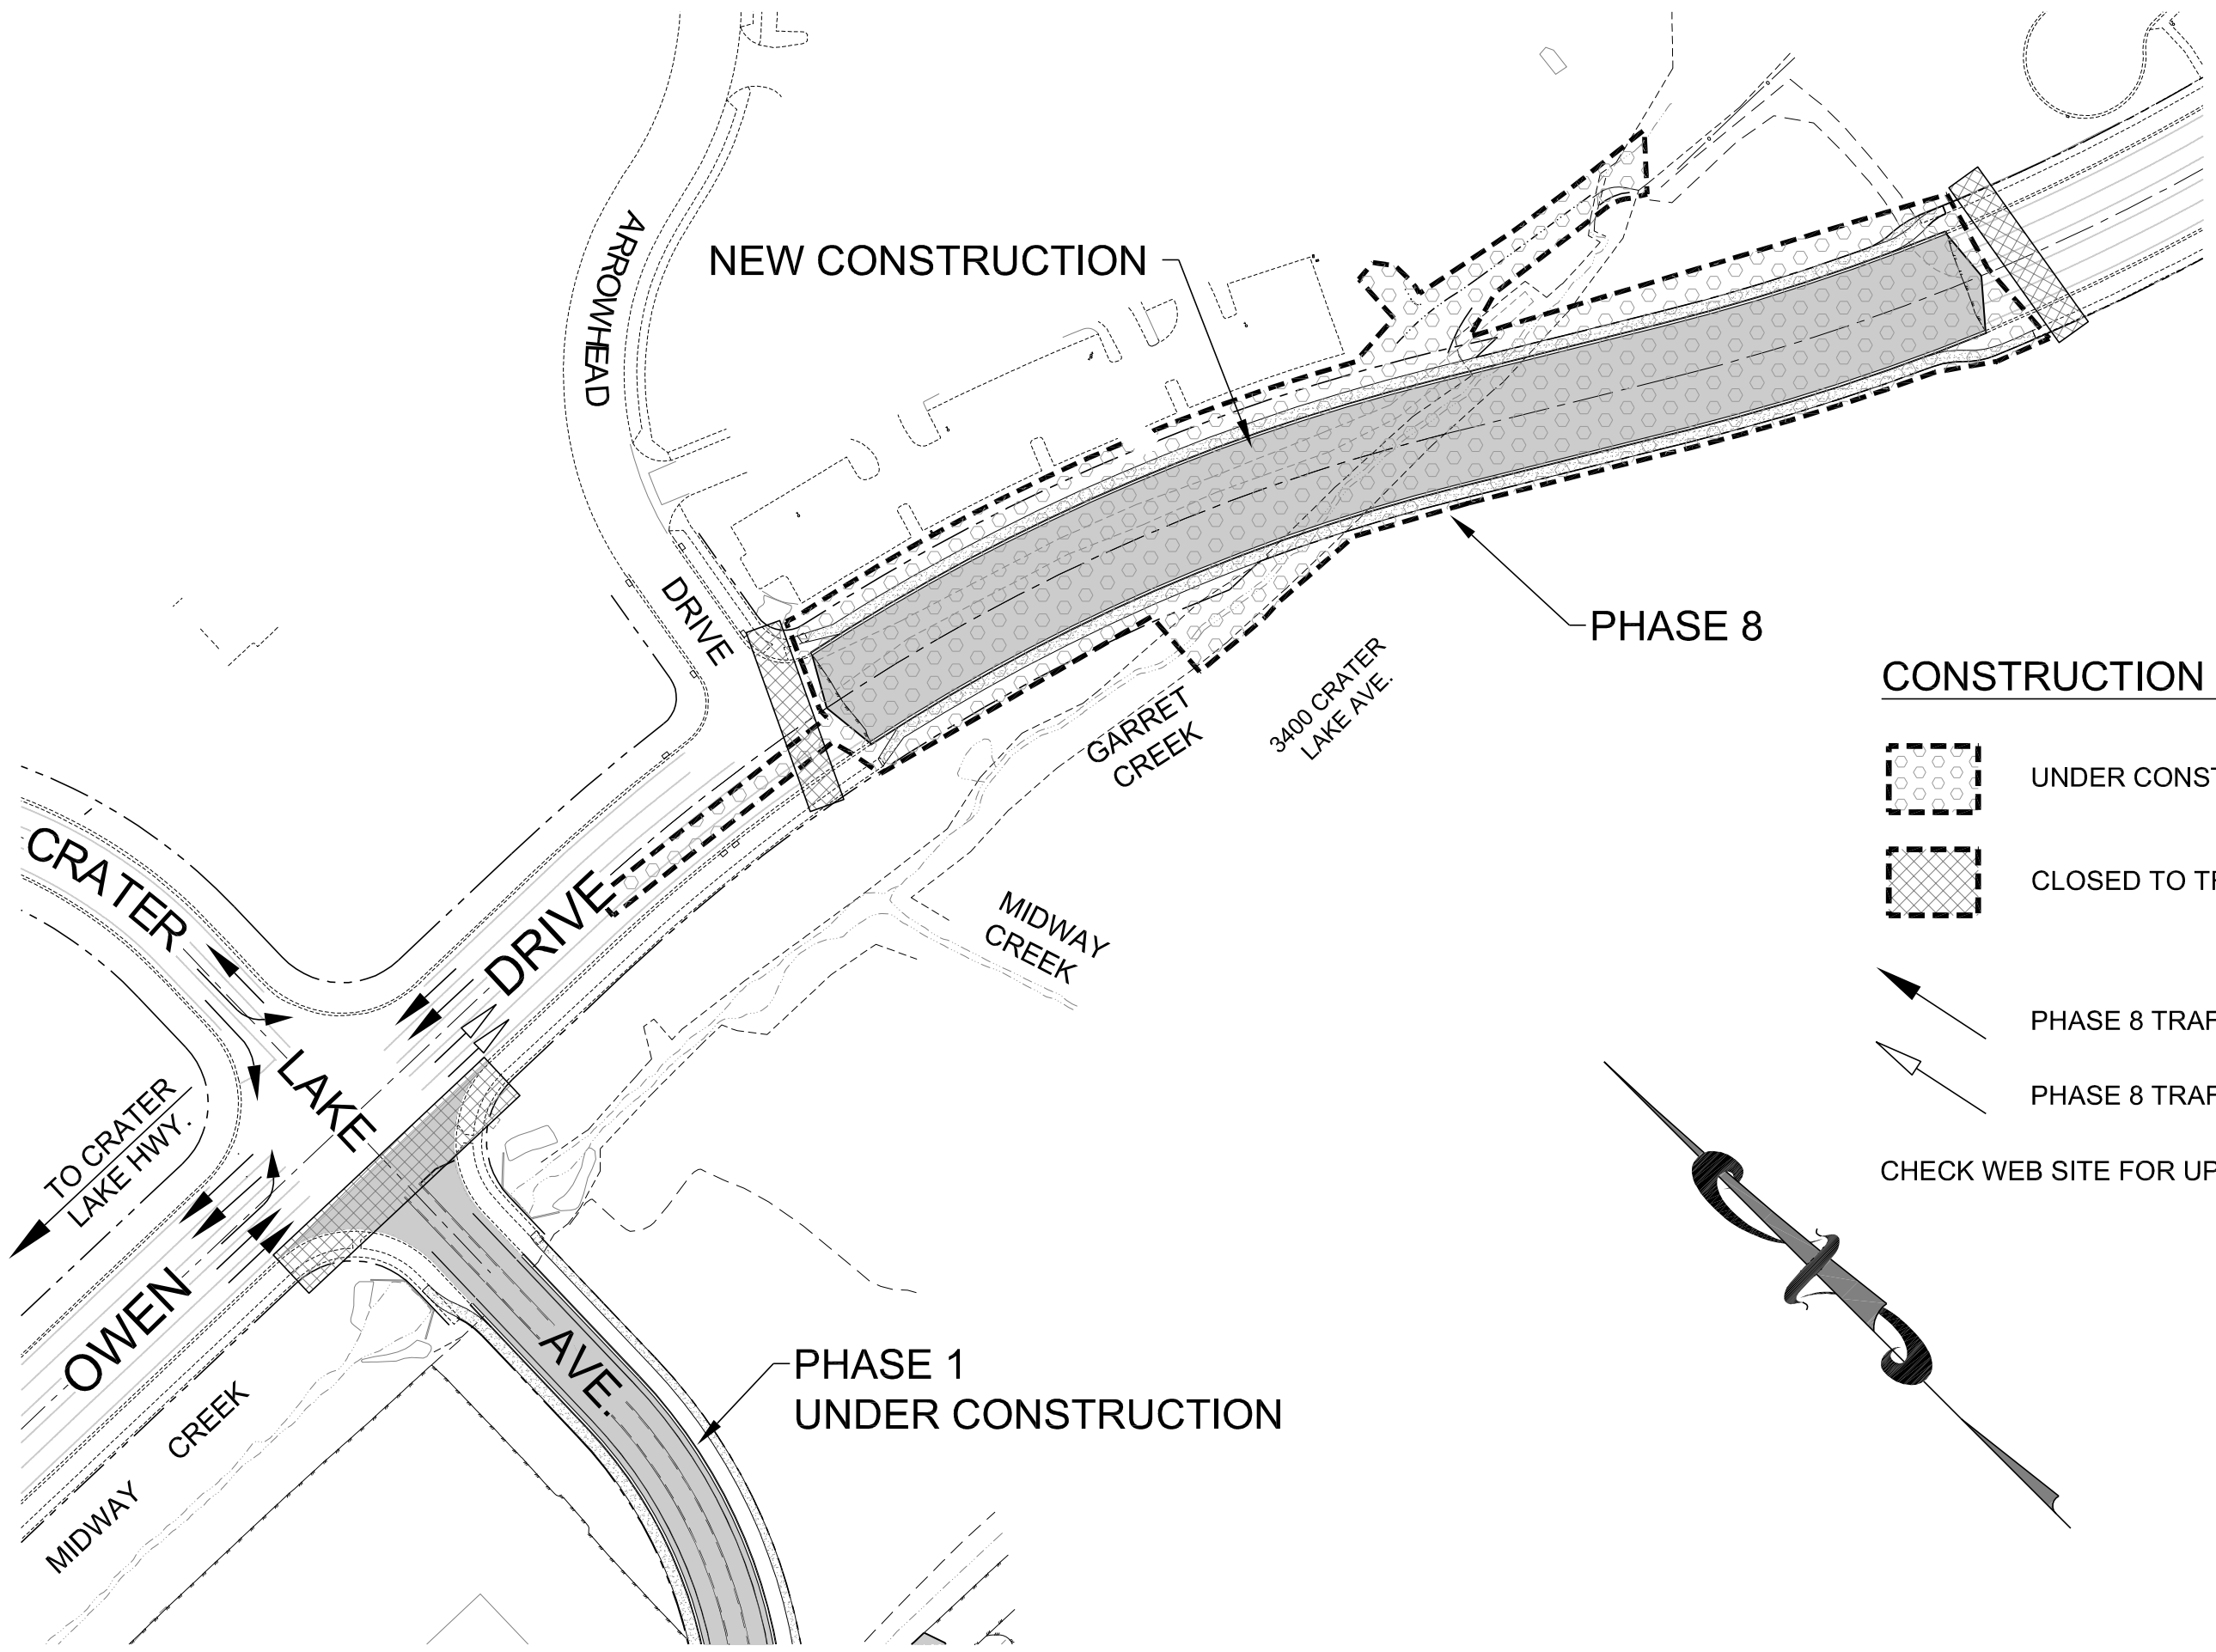 ARROWHEAD
DRIVE
NEW CONSTRUCTION
PHASE 8
GARRET
CREEK
3400 CRATER
LAKE AVE.
MIDWAY
CREEK
CRATER
LAKE
AVE.
OWEN
DRIVE
TO CRATER
LAKE HWY.
MIDWAY CREEK
PHASE 1
UNDER CONSTRUCTION
CONSTRUCTION
UNDER CONST
CLOSED TO TR
PHASE 8 TRAF
PHASE 8 TRAF
CHECK WEB SITE FOR UP